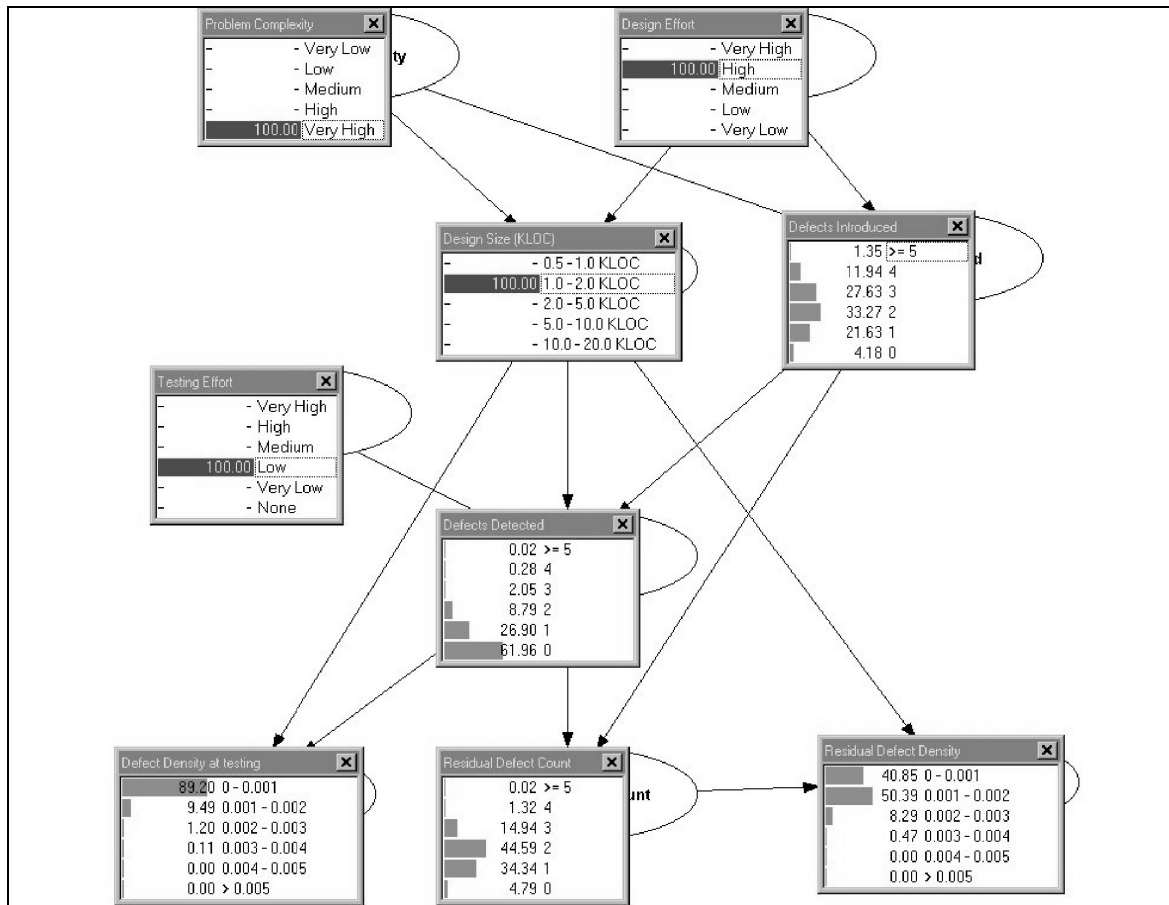 Problem Complexity
- - Very Low
- - Low
- - Medium
- - High
100.00 Very High
ty
Design Effort
- - Very High
100.00 High
- - Medium
- - Low
- - Very Low
Design Size (KLOC)
- - 0.5 - 1.0 KLOC
100.00 1.0 - 2.0 KLOC
- - 2.0 - 5.0 KLOC
- - 5.0 - 10.0 KLOC
- - 10.0 - 20.0 KLOC
Defects Introduced
1.35 >= 5
11.94 4
27.63 3
33.27 2
21.63 1
4.18 0
d
Testing Effort
- - Very High
- - High
- - Medium
100.00 Low
- - Very Low
- - None
Defects Detected
0.02 >= 5
0.28 4
2.05 3
8.79 2
26.90 1
61.96 0
Defect Density at testing
89.20 0 - 0.001
9.49 0.001 - 0.002
1.20 0.002 - 0.003
0.11 0.003 - 0.004
0.00 0.004 - 0.005
0.00 > 0.005
Residual Defect Count
0.02 >= 5
1.32 4
14.94 3
44.59 2
34.34 1
4.79 0
unt
Residual Defect Density
40.85 0 - 0.001
50.39 0.001 - 0.002
8.29 0.002 - 0.003
0.47 0.003 - 0.004
0.00 0.004 - 0.005
0.00 > 0.005